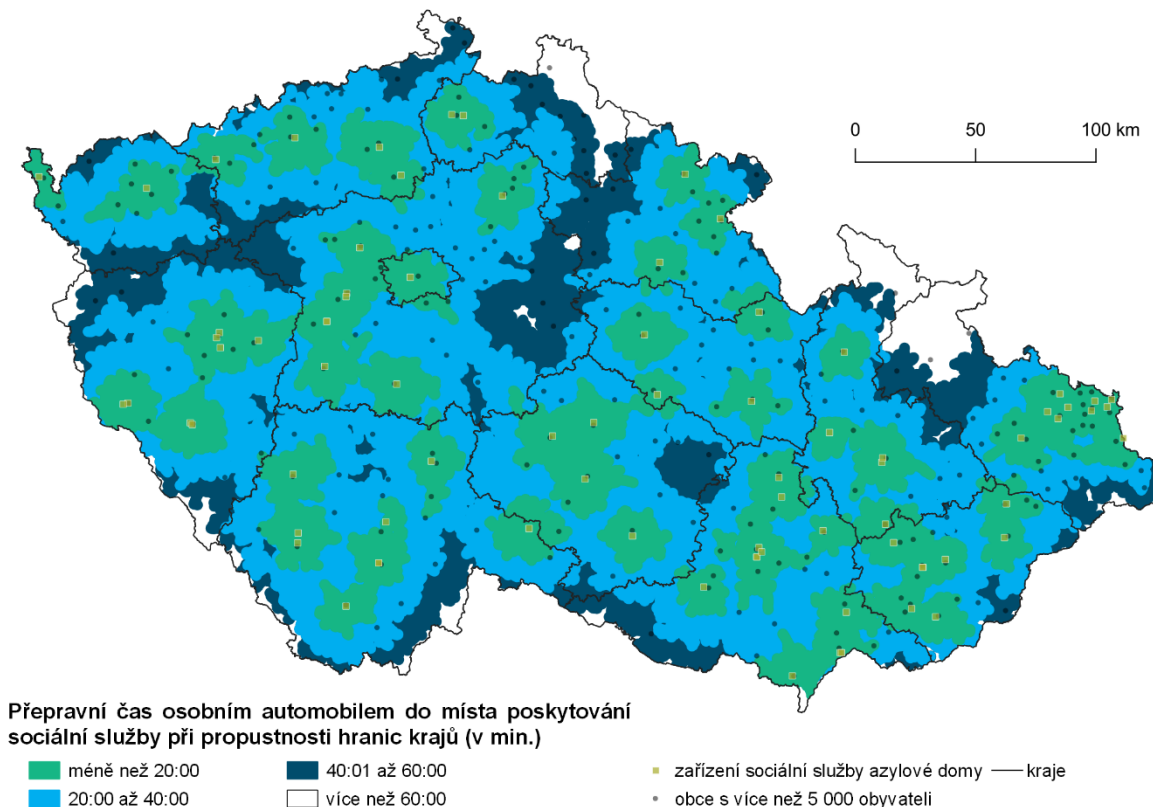 0 50 100 km
Přepravní čas osobním automobilem do místa poskytování
sociální služby při propustnosti hranic krajů (v min.)
méně než 20:00
20:00 až 40:00
40:01 až 60:00
více než 60:00
zařízení sociální služby azylové domy
kraje
obce s více než 5 000 obyvateli